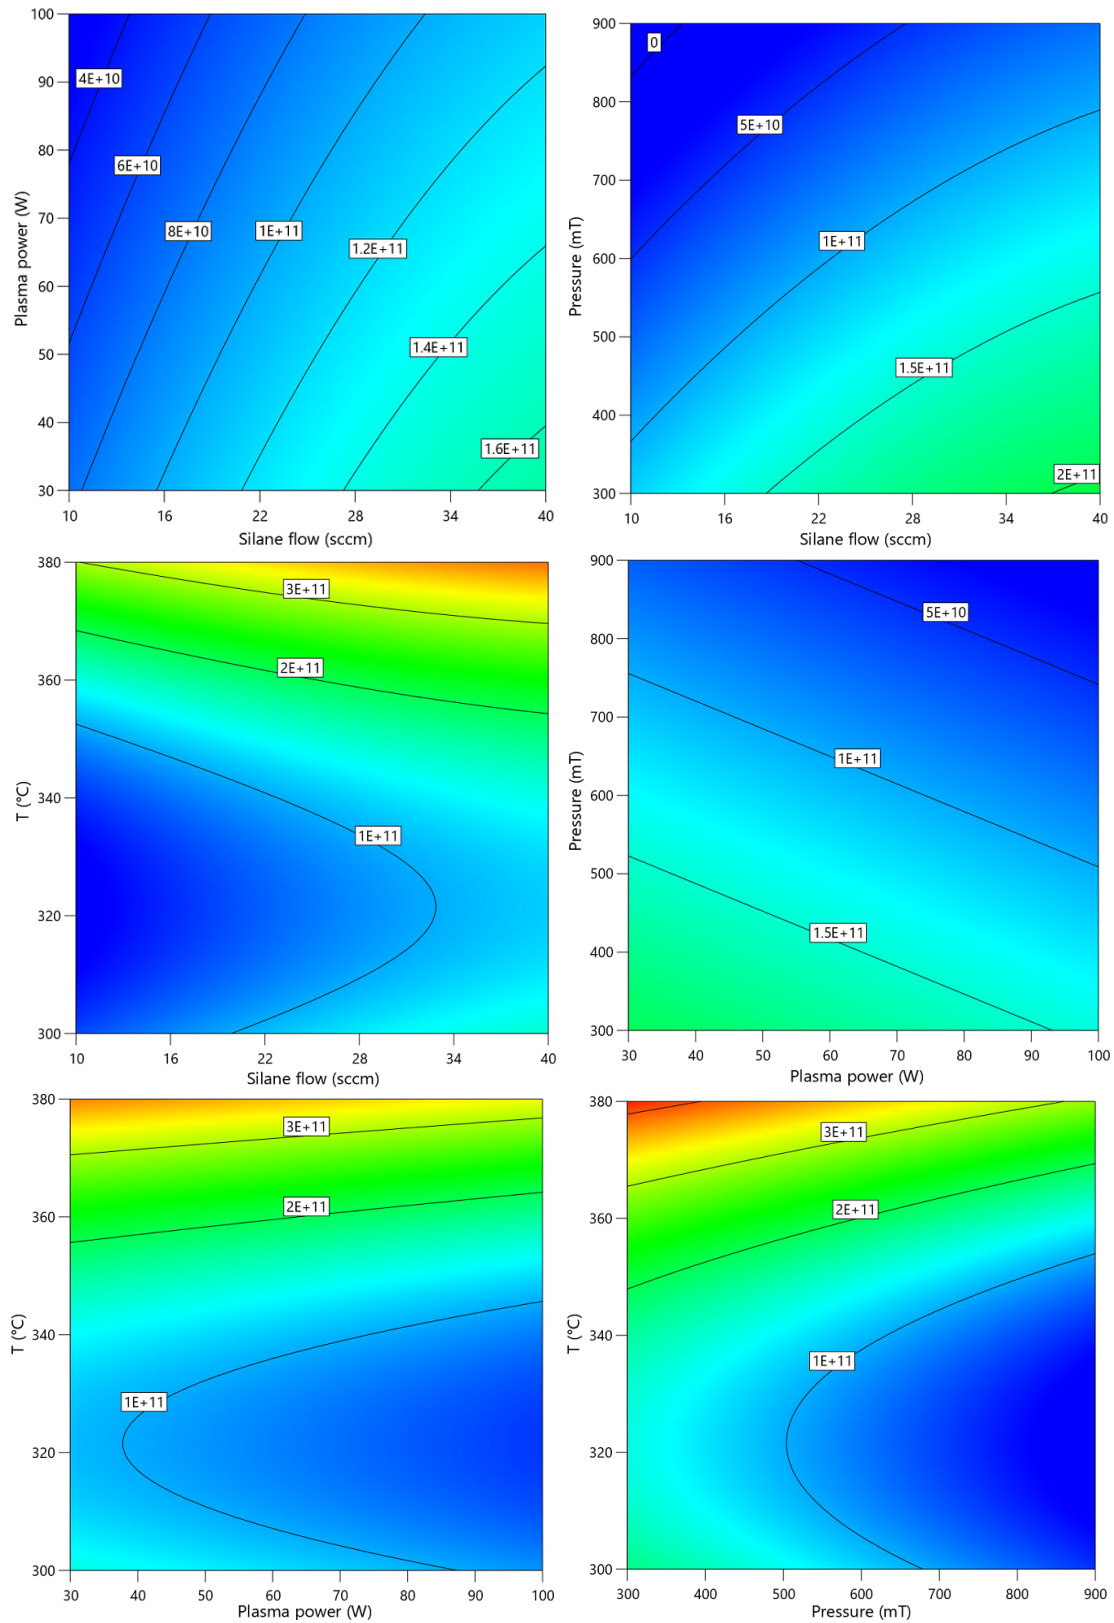 100
90
80
70
60
50
40
30
Plasma power (W)
4E+10
6E+10
8E+10
1E+11
1.2E+11
1.4E+11
1.6E+11
10 16 22 28 34 40
Silane flow (sccm)
900
800
700
600
500
400
300
Pressure (mT)
0
5E+10
1E+11
1.5E+11
2E+11
10 16 22 28 34 40
Silane flow (sccm)
380
360
340
320
300
T (°C)
3E+11
2E+11
1E+11
10 16 22 28 34 40
Silane flow (sccm)
900
800
700
600
500
400
300
Pressure (mT)
5E+10
1E+11
1.5E+11
30 40 50 60 70 80 90 100
Plasma power (W)
380
360
340
320
300
T (°C)
3E+11
2E+11
1E+11
30 40 50 60 70 80 90 100
Plasma power (W)
380
360
340
320
300
T (°C)
3E+11
2E+11
1E+11
300 400 500 600 700 800 900
Pressure (mT)